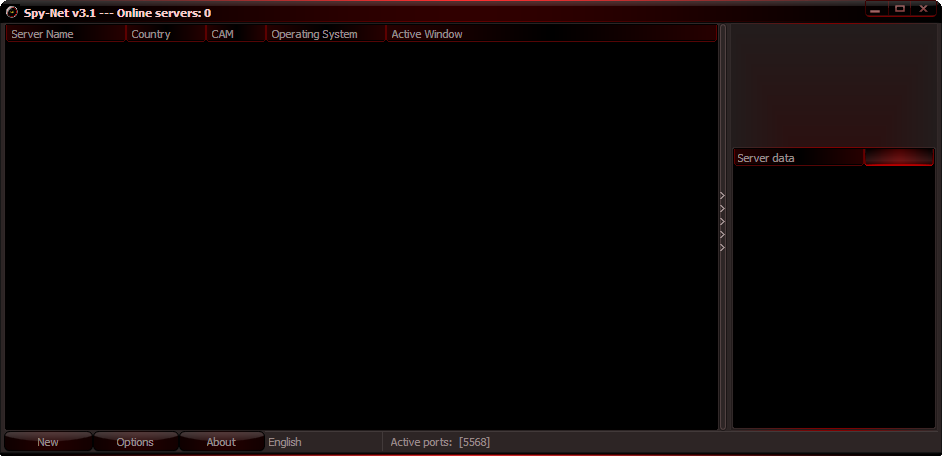 Spy-Net v3.1 --- Online servers: 0
Server Name Country CAM Operating System Active Window
Server data
New Options About English Active ports: [5568]